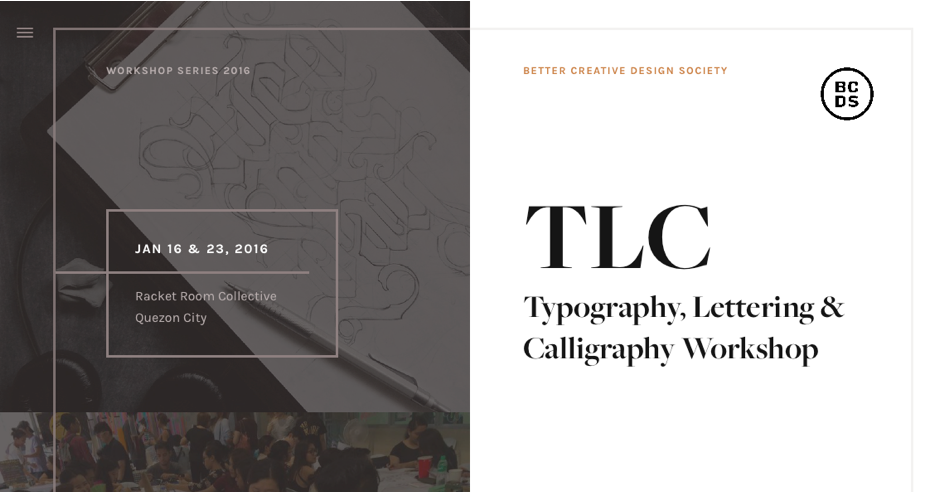 WORKSHOP SERIES 2016
JAN 16 & 23, 2016
Racket Room Collective
Quezon City
BETTER CREATIVE DESIGN SOCIETY
BC
DS
TLC
Typography, Lettering &
Calligraphy Workshop